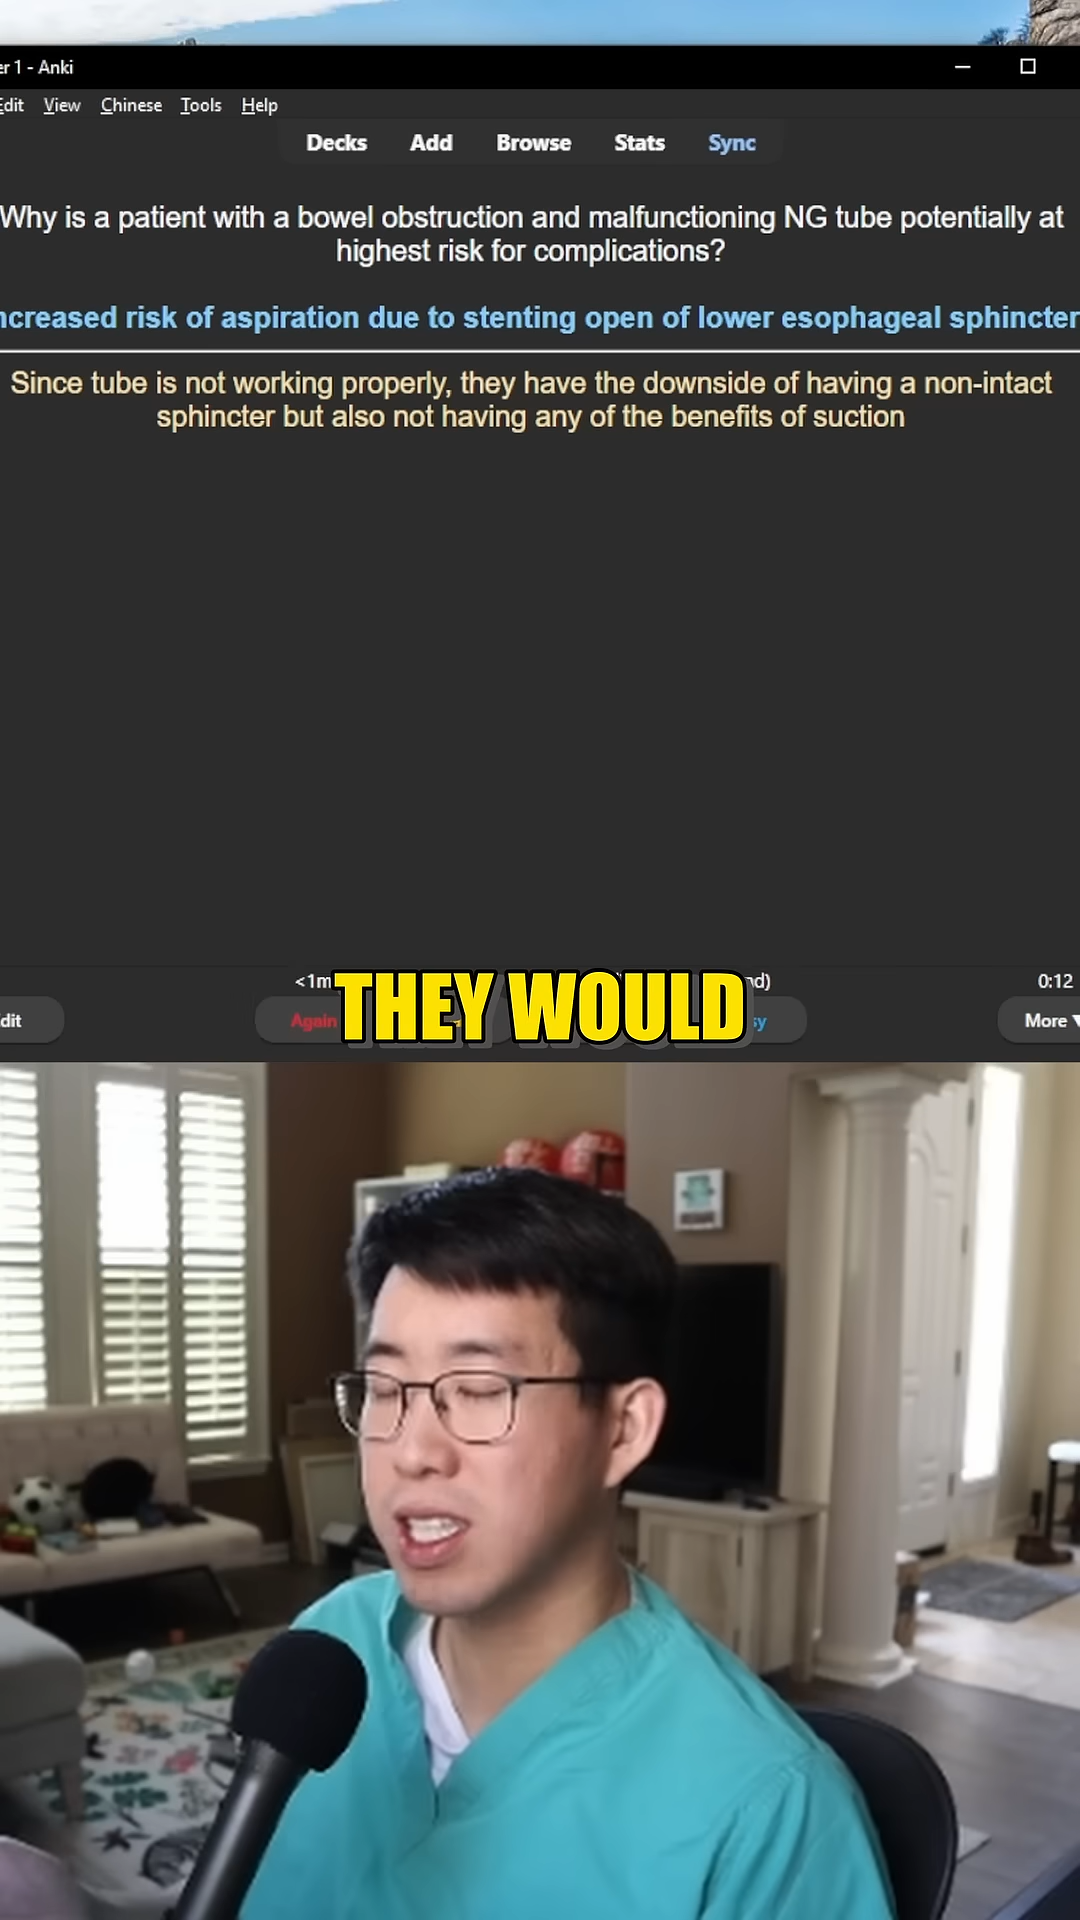 er 1 - Anki
Edit View Chinese Tools Help
Decks Add Browse Stats Sync
Why is a patient with a bowel obstruction and malfunctioning NG tube potentially at
highest risk for complications?
ncreased risk of aspiration due to stenting open of lower esophageal sphincter
Since tube is not working properly, they have the downside of having a non-intact
sphincter but also not having any of the benefits of suction
<1m nd) 0:12
dit Again sy More
THEY WOULD